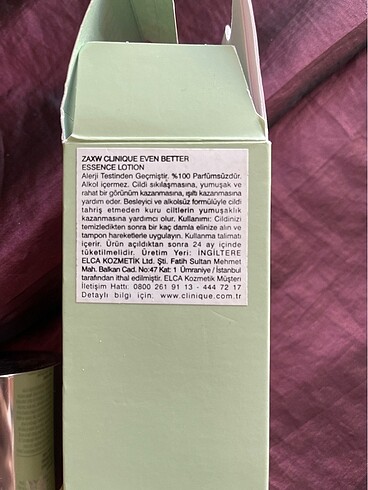 ZAXW CLINIQUE EVEN BETTER
ESSENCE LOTION
Alerji Testinden Geçmiştir. %100 Parfümsüzdür.
Alkol içermez. Cildi sıkılaşmasına, yumuşak ve
rahat bir görünüm kazanmasına, ışıltı kazanmasına
yardım eder. Besleyici ve alkolsüz formülüyle cildi
tahriş etmeden kuru ciltlerin yumuşaklık
kazanmasına yardımcı olur. Kullanımı: Cildinizi
temizledikten sonra bir kaç damla elinize alın ve
tampon hareketlerle uygulayın. Kullanma talimatı
içerir. Ürün açıldıktan sonra 24 ay içinde
tüketilmelidir. Üretim Yeri: İNGİLTERE
ELCA KOZMETİK Ltd. Şti. Fatih Sultan Mehmet
Mah. Balkan Cad. No:47 Kat: 1 Ümraniye / İstanbul
tarafından ithal edilmiştir. ELCA Kozmetik Müşteri
İletişim Hattı: 0800 261 91 13 - 444 72 17
Detaylı bilgi için: www.clinique.com.tr